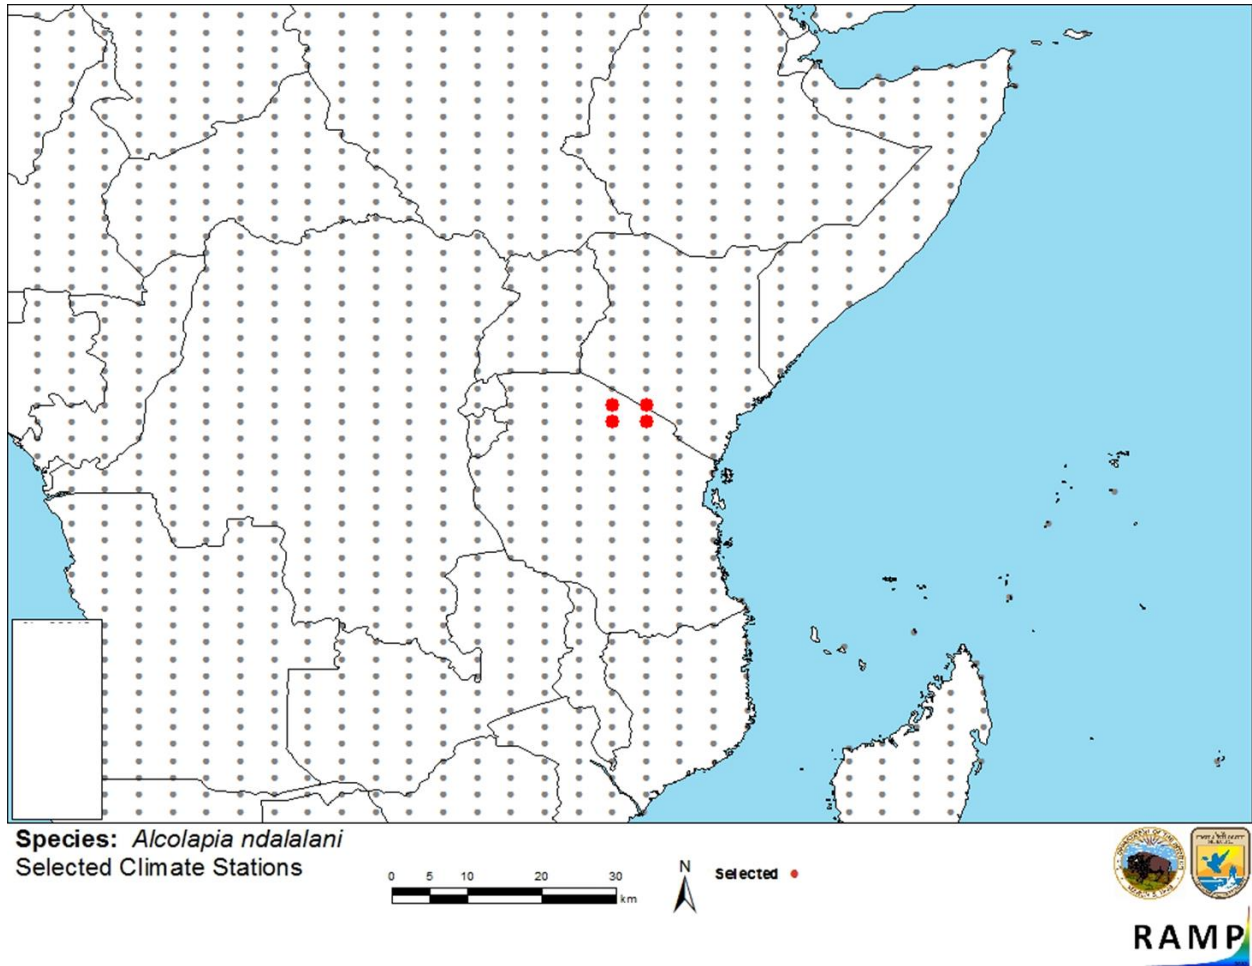 Species: Alcolapia ndalalani
Selected Climate Stations
0 5 10 20 30
km
N
Selected
RAMP